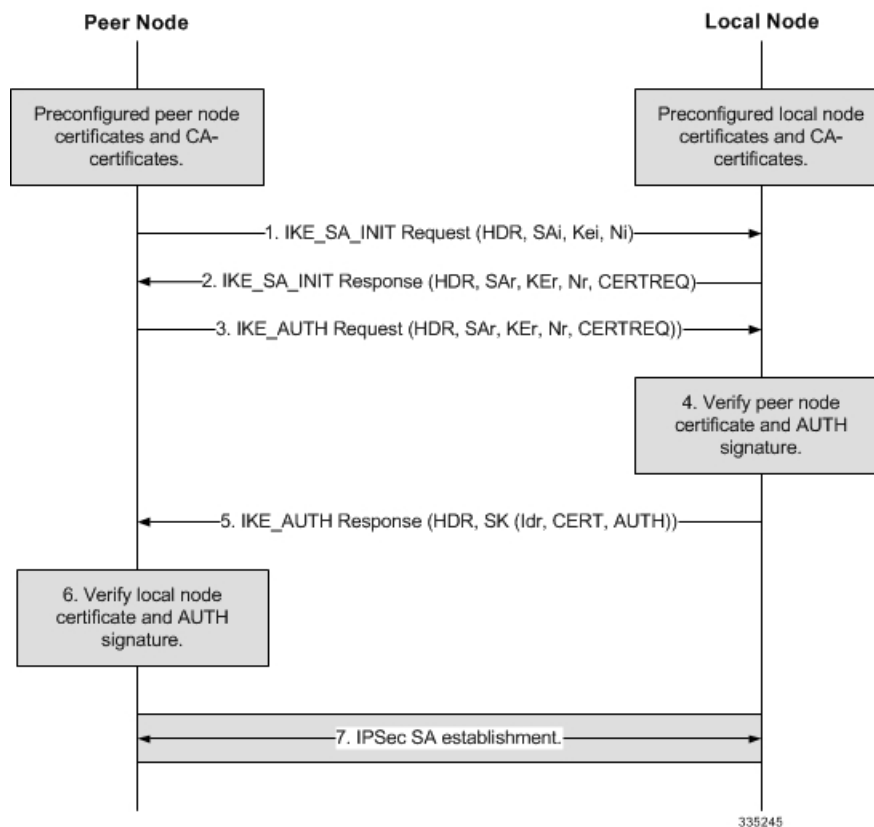 Peer Node
Local Node
Preconfigured peer node
certificates and CA-
certificates.
Preconfigured local node
certificates and CA-
certificates.
1. IKE_SA_INIT Request (HDR, SAi, Kei, Ni)
2. IKE_SA_INIT Response (HDR, SAr, KEr, Nr, CERTREQ)
3. IKE_AUTH Request (HDR, SAr, KEr, Nr, CERTREQ))
4. Verify peer node
certificate and AUTH
signature.
5. IKE_AUTH Response (HDR, SK (Idr, CERT, AUTH))
6. Verify local node
certificate and AUTH
signature.
7. IPSec SA establishment.
335245